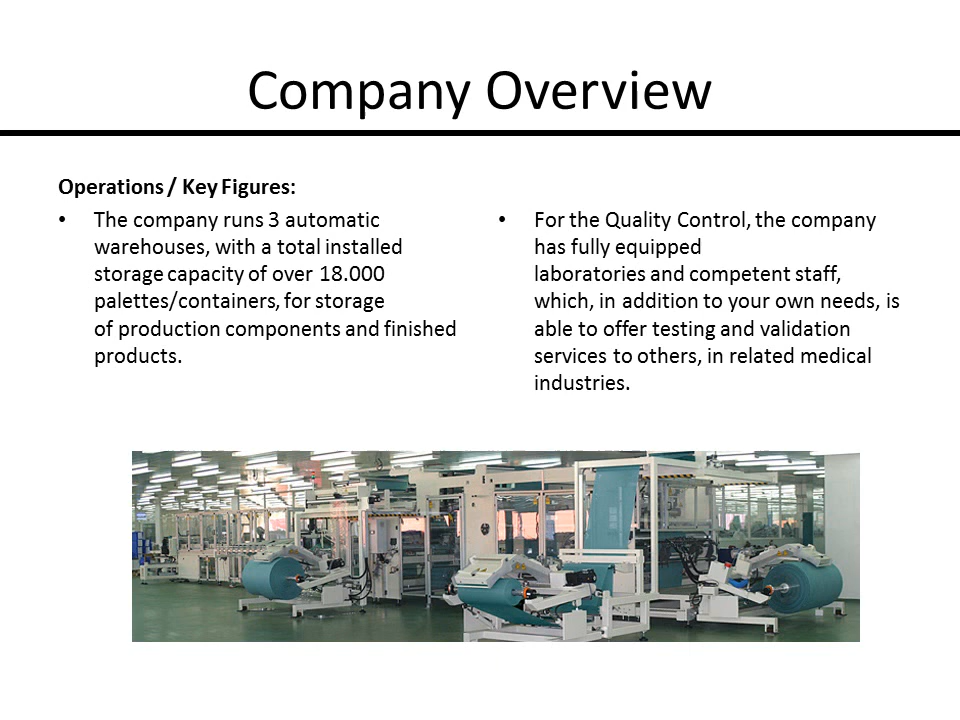 Company Overview
Operations / Key Figures:
• The company runs 3 automatic
warehouses, with a total installed
storage capacity of over 18.000
palettes/containers, for storage
of production components and finished
products.
• For the Quality Control, the company
has fully equipped
laboratories and competent staff,
which, in addition to your own needs, is
able to offer testing and validation
services to others, in related medical
industries.